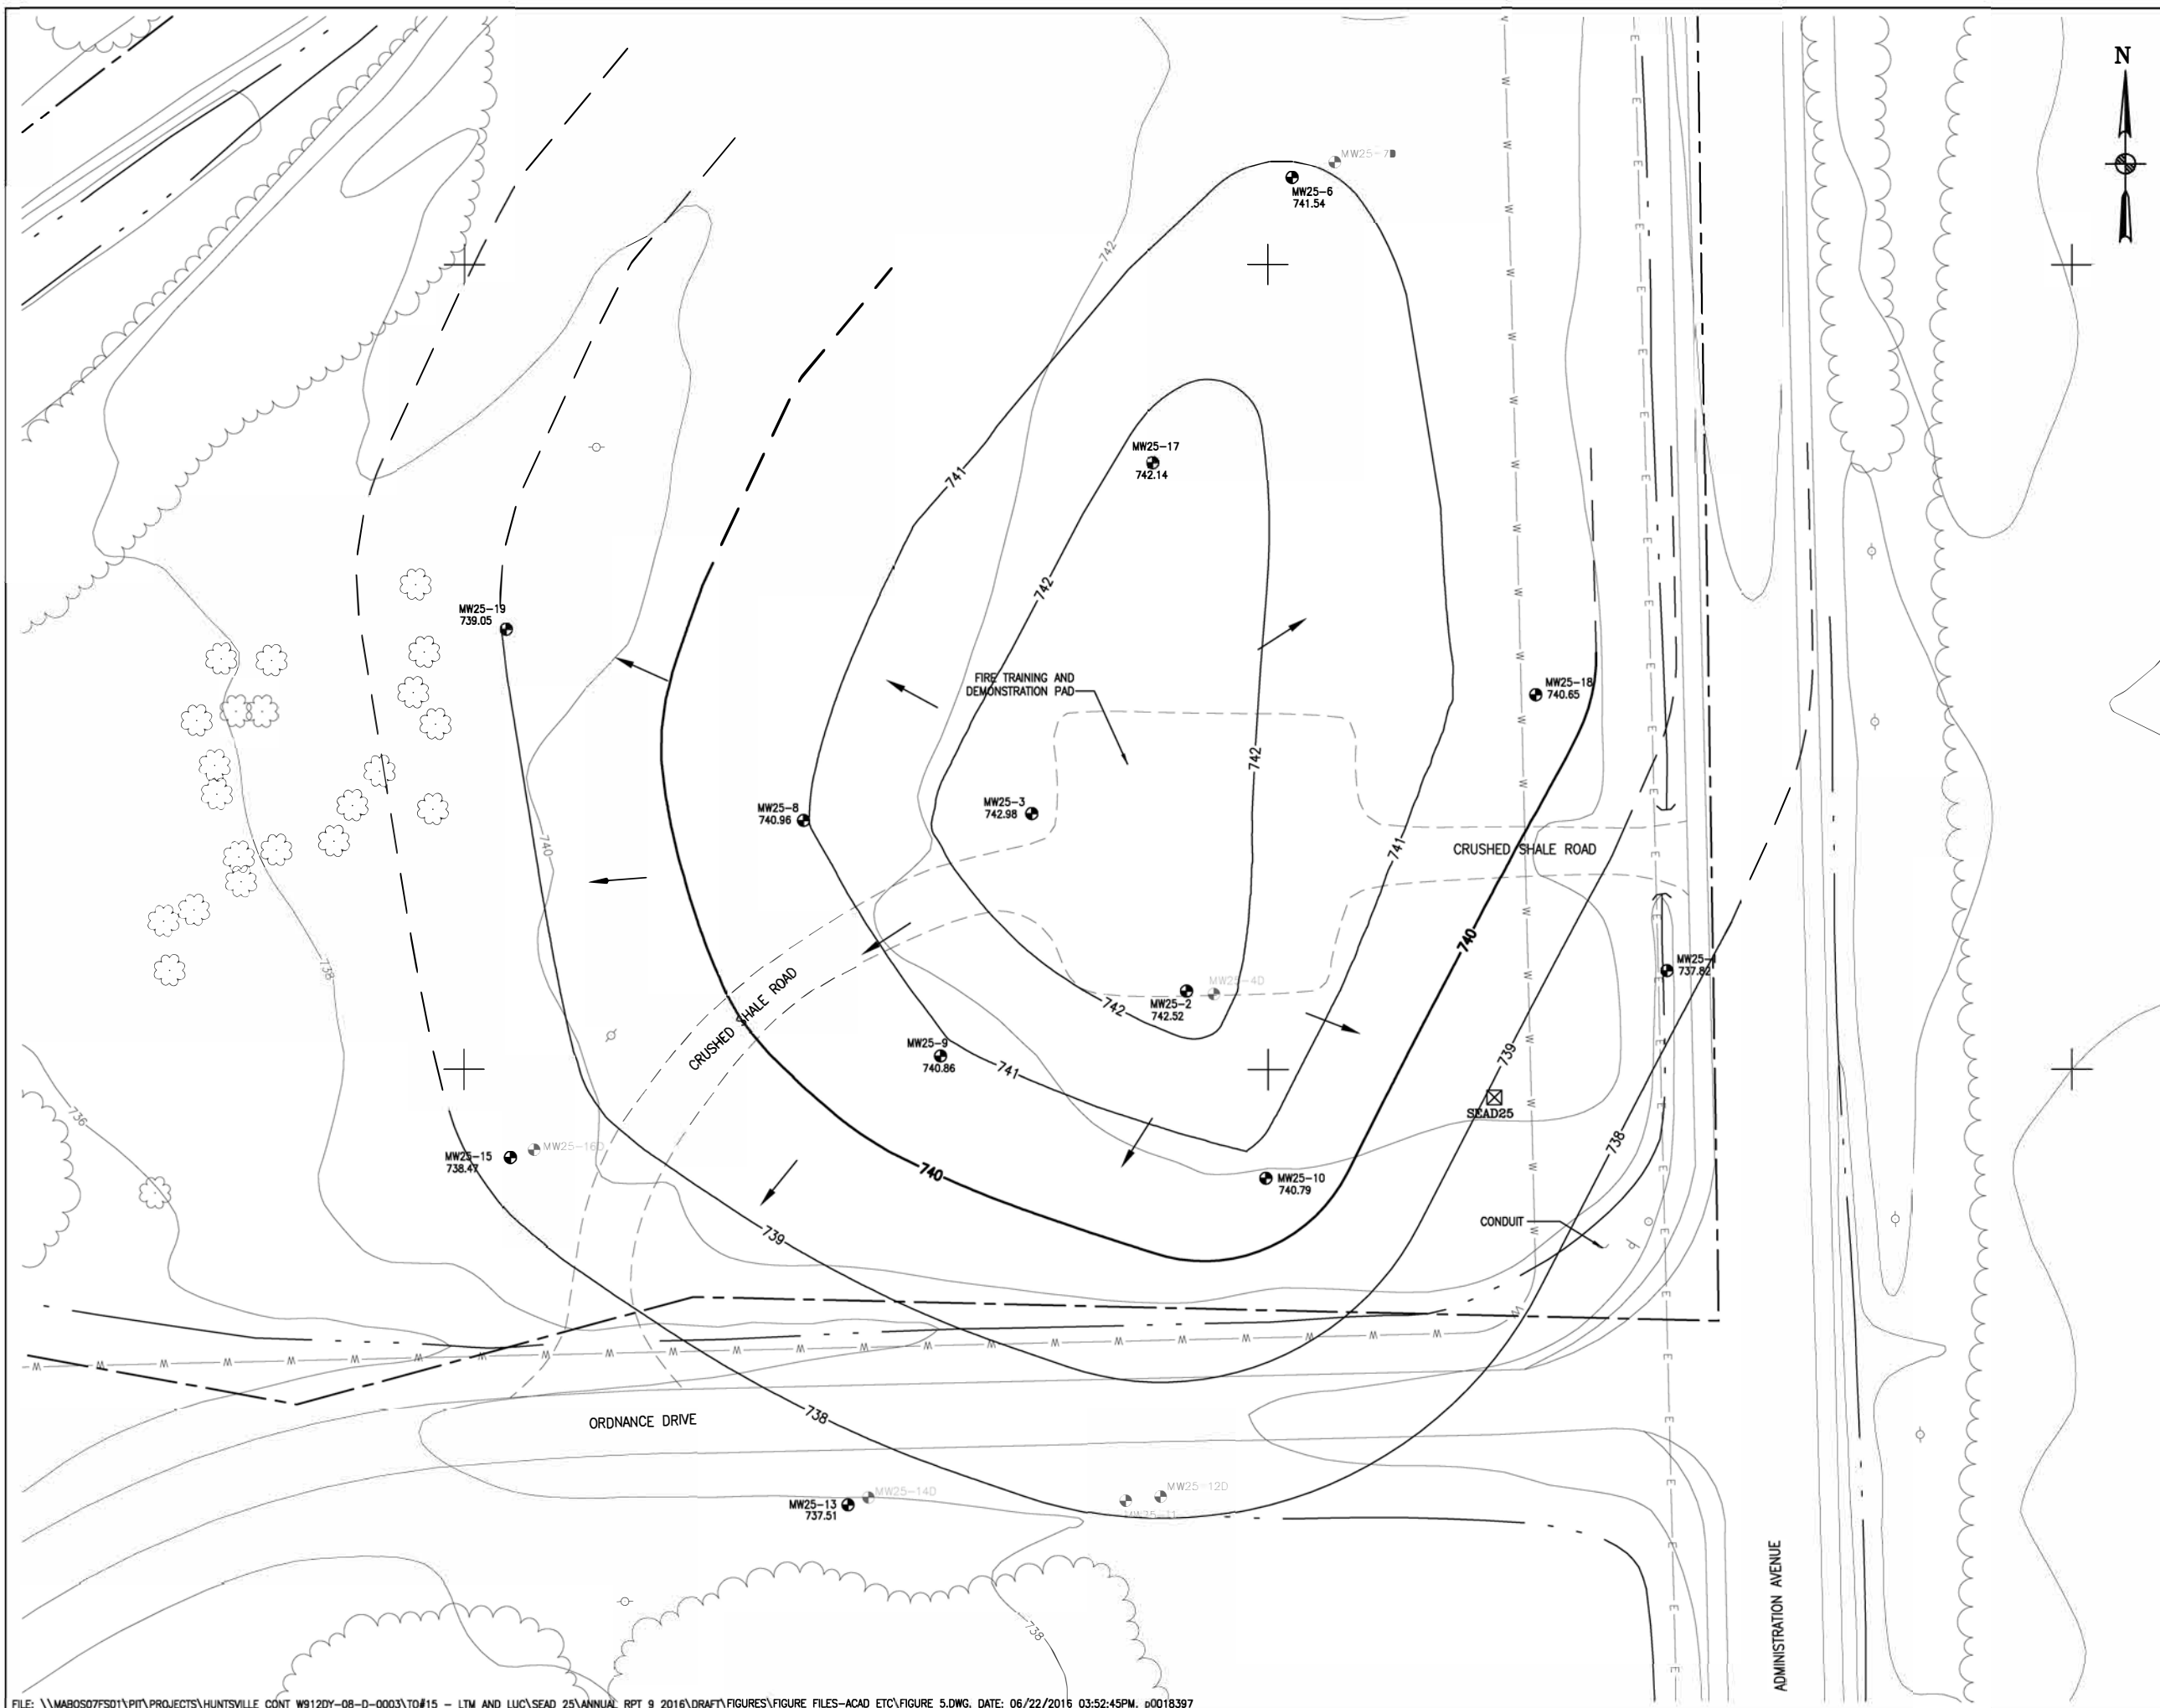 N
MW25-7D
MW25-6
741.54
742
741
MW25-17
742.14
742
MW25-19
739.05
FIRE TRAINING AND
DEMONSTRATION PAD
MW25-18
740.65
742
MW25-3
742.98
MW25-8
740.96
740
741
CRUSHED SHALE ROAD
740
738
MW25-1
737.82
CRUSHED SHALE ROAD
MW25-4D
MW25-2
742.52
742
MW25-9
740.86
741
739
SEAD25
736
738
MW25-16D
MW25-15
738.47
740
MW25-10
740.79
CONDUIT
739
738
ORDNANCE DRIVE
MW25-14D
MW25-13
737.51
MW25-12D
MW25-11
738
ADMINISTRATION AVENUE
W W W W W W W W W W W W W W W W W W W W W W W
E E E E E E E E E E E E E E E E E E E E E E E E E E
FILE: \\MABOS07FS01\PIT\PROJECTS\HUNTSVILLE CONT W912DY-08-D-0003\TO#15 - LTM AND LUC\SEAD 25\ANNUAL RPT 9 2016\DRAFT\FIGURES\FIGURE FILES-ACAD ETC\FIGURE 5.DWG, DATE: 06/22/2016 03:52:45PM, p0018397